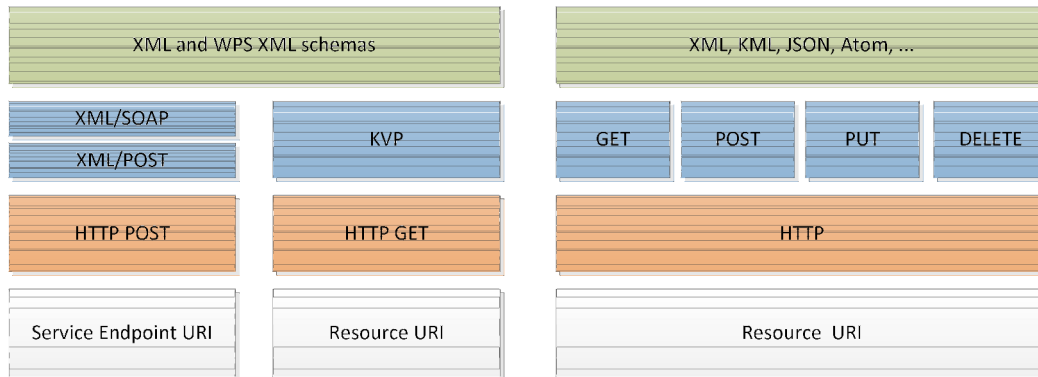 XML and WPS XML schemas
XML, KML, JSON, Atom, ...
XML/SOAP
XML/POST
KVP
GET
POST
PUT
DELETE
HTTP POST
HTTP GET
HTTP
Service Endpoint URI
Resource URI
Resource URI